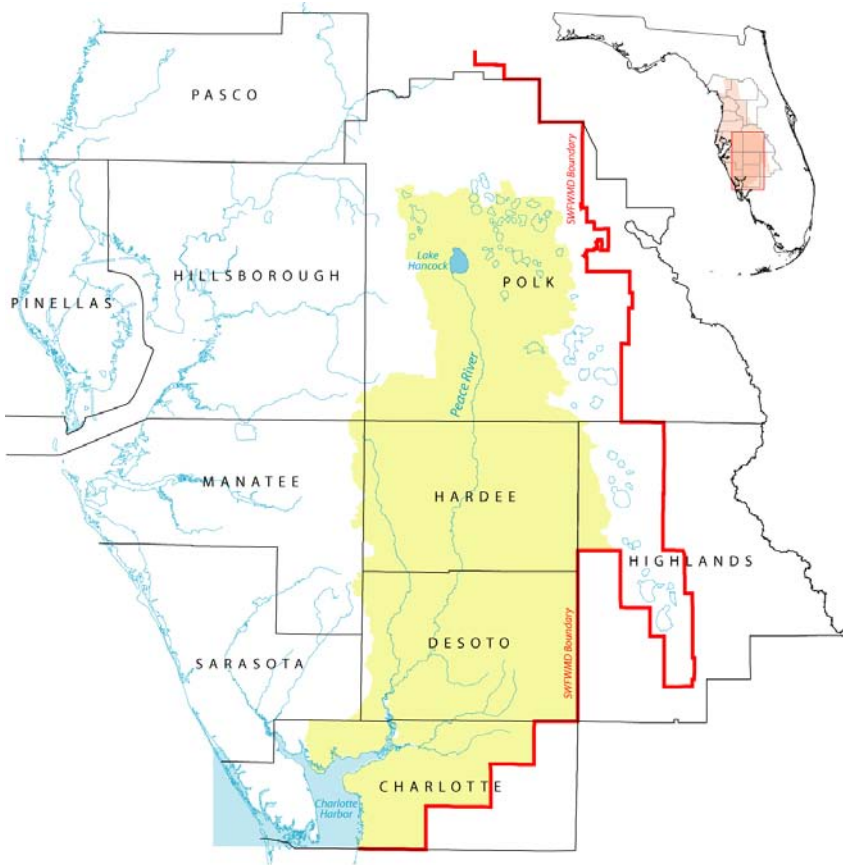 PASCO
SWFWMD Boundary
Lake
Hancock
POLK
HILLSBOROUGH
PINELLAS
Peace River
MANATEE
HARDEE
HIGHLANDS
DESOTO
SWFWMD Boundary
SARASOTA
CHARLOTTE
Charlotte
Harbor